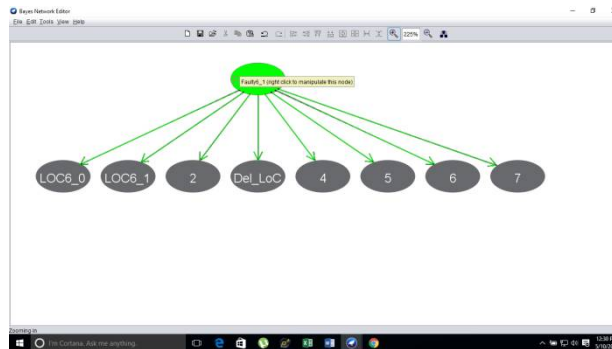 Bayes Network Editor
File Edit Tools View Help
225%
Faulty6_1 (right click to manipulate this node)
LOC6_0 LOC6_1 2 Del_LoC 4 5 6 7
Zooming in
I'm Cortana. Ask me anything.